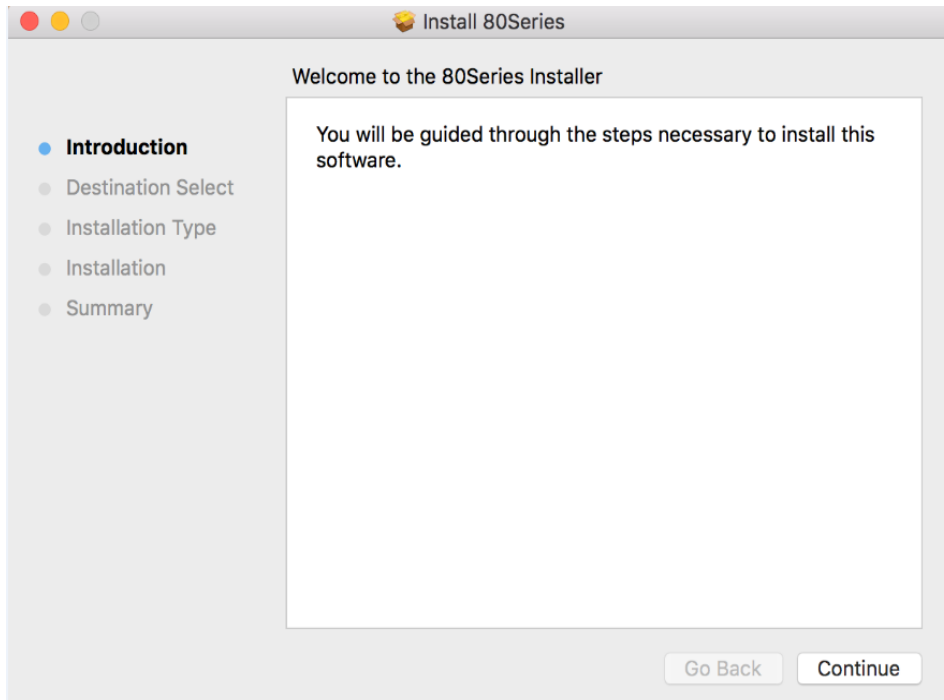 Install 80Series
Welcome to the 80Series Installer
Introduction
Destination Select
Installation Type
Installation
Summary
You will be guided through the steps necessary to install this
software.
Go Back
Continue